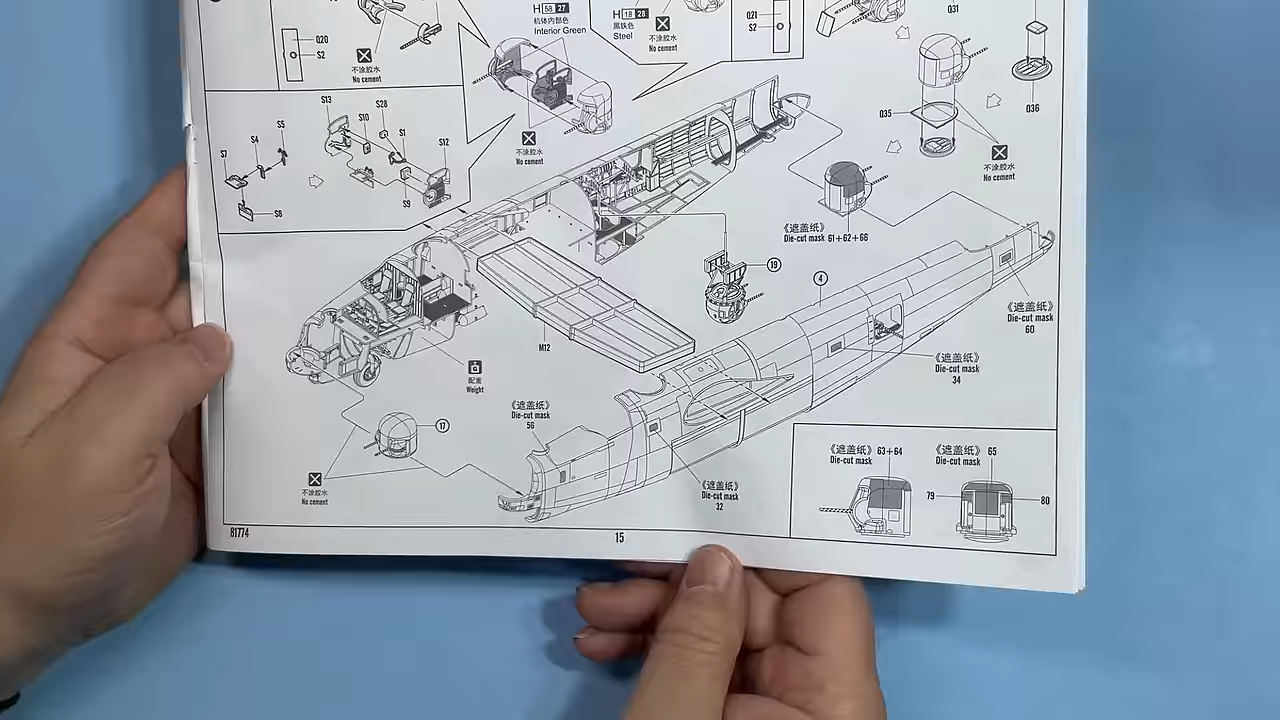 Q20
S2
不涂胶水
No cement
H 58 27
机体内部色
Interior Green
H 18 28
黑铁色
Steel
不涂胶水
No cement
Q21
S2
Q31
Q36
Q35
不涂胶水
No cement
S13
S28
S10
S1
S5
S4
S7
S12
S9
S8
不涂胶水
No cement
《遮盖纸》
Die-cut mask 61+62+66
19
4
《遮盖纸》
Die-cut mask
60
M12
配重
Weight
《遮盖纸》
Die-cut mask
34
《遮盖纸》
Die-cut mask
56
17
不涂胶水
No cement
《遮盖纸》
Die-cut mask
32
《遮盖纸》 63+64
Die-cut mask
《遮盖纸》 65
Die-cut mask
79
80
81774
15